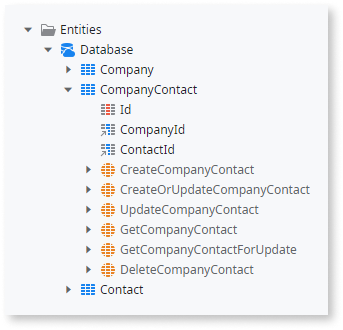 Entities
Database
Company
CompanyContact
Id
CompanyId
ContactId
CreateCompanyContact
CreateOrUpdateCompanyContact
UpdateCompanyContact
GetCompanyContact
GetCompanyContactForUpdate
DeleteCompanyContact
Contact